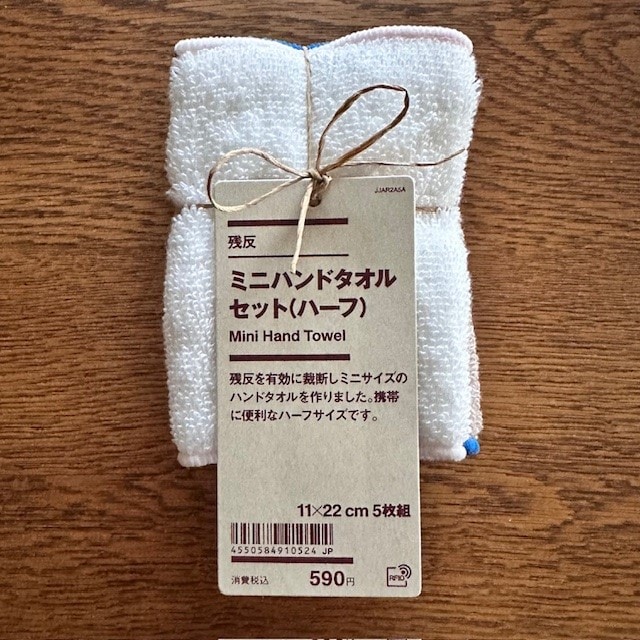 JJAR2A5A
残反
ミニハンドタオル
セット(ハーフ)
Mini Hand Towel
残反を有効に裁断しミニサイズの
ハンドタオルを作りました。携帯
に便利なハーフサイズです。
11×22 cm 5枚組
4550584910524 JP
消費税込 590円
RFID